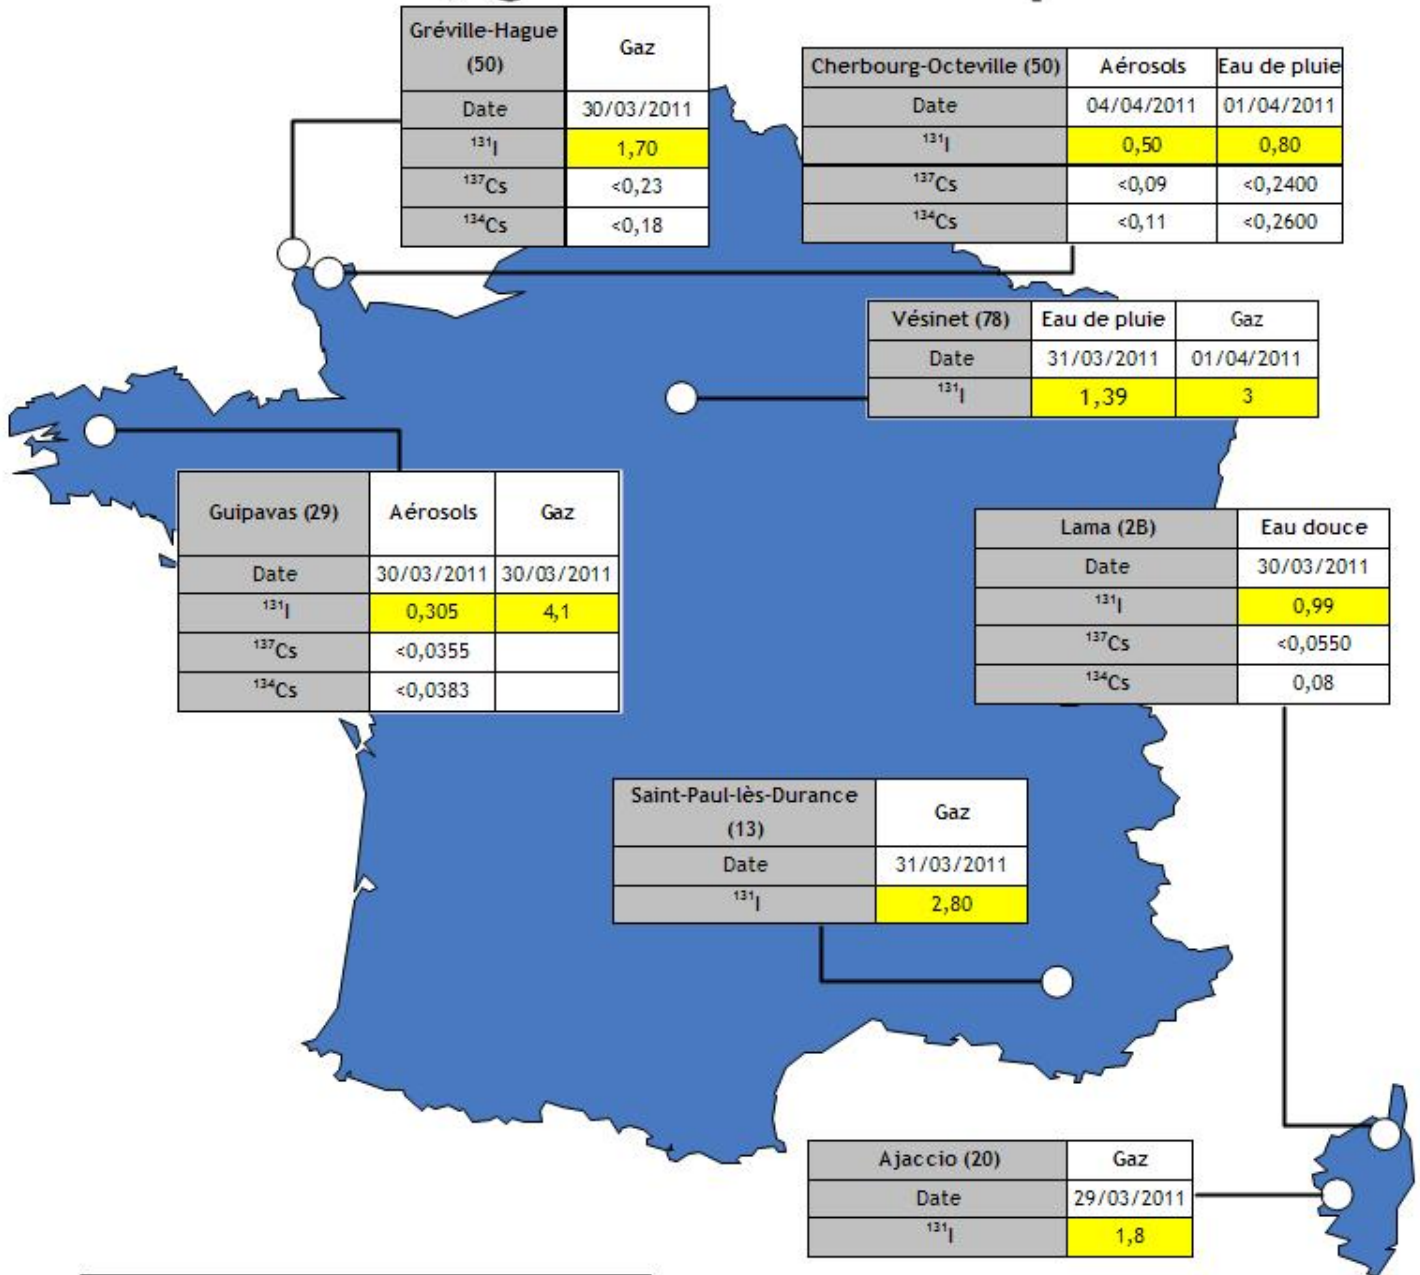 Gréville-Hague (50) Gaz
Date 30/03/2011
¹³¹I 1,70
¹³⁷Cs <0,23
¹³⁴Cs <0,18
Cherbourg-Octeville (50) Aérosols Eau de pluie
Date 04/04/2011 01/04/2011
¹³¹I 0,50 0,80
¹³⁷Cs <0,09 <0,2400
¹³⁴Cs <0,11 <0,2600
Vésinet (78) Eau de pluie Gaz
Date 31/03/2011 01/04/2011
¹³¹I 1,39 3
Guipavas (29) Aérosols Gaz
Date 30/03/2011 30/03/2011
¹³¹I 0,305 4,1
¹³⁷Cs <0,0355
¹³⁴Cs <0,0383
Lama (2B) Eau douce
Date 30/03/2011
¹³¹I 0,99
¹³⁷Cs <0,0550
¹³⁴Cs 0,08
Saint-Paul-lès-Durance (13) Gaz
Date 31/03/2011
¹³¹I 2,80
Ajaccio (20) Gaz
Date 29/03/2011
¹³¹I 1,8